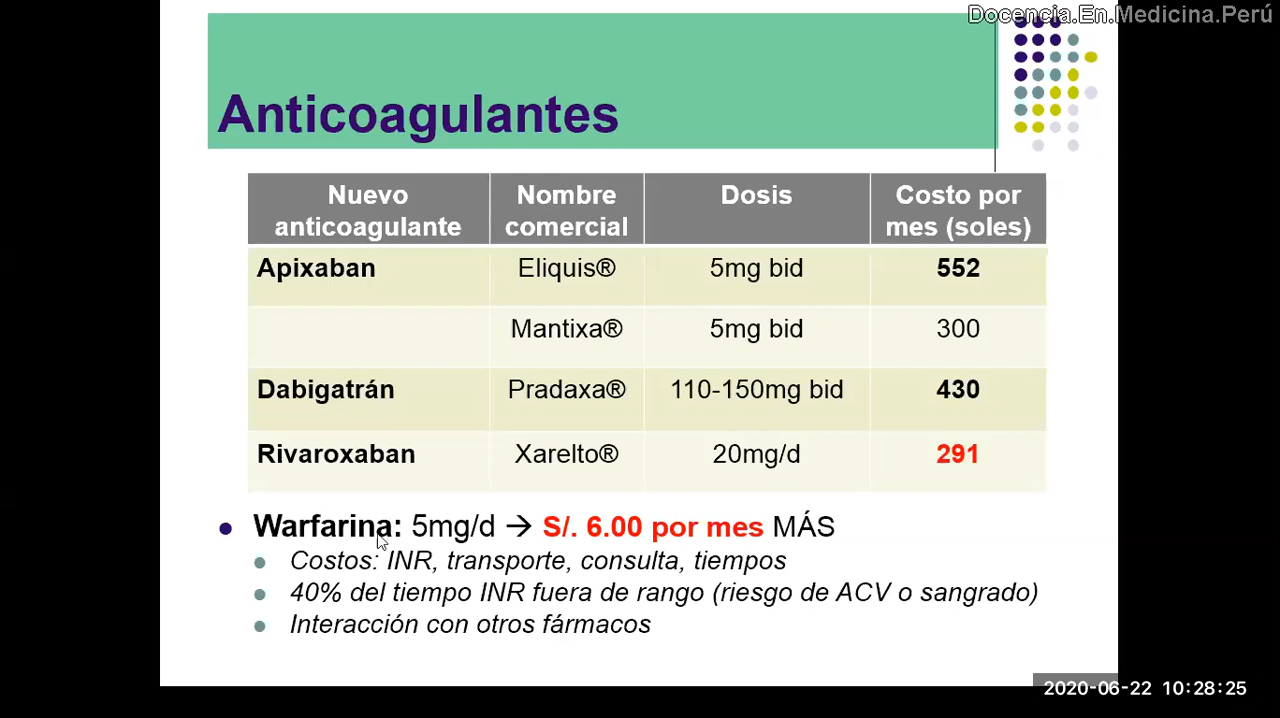 Docencia.En.Medicina.Perú
Anticoagulantes
Nuevo anticoagulante Nombre comercial Dosis Costo por mes (soles)
Apixaban Eliquis® 5mg bid 552
Mantixa® 5mg bid 300
Dabigatrán Pradaxa® 110-150mg bid 430
Rivaroxaban Xarelto® 20mg/d 291
Warfarina: 5mg/d → S/. 6.00 por mes MÁS
Costos: INR, transporte, consulta, tiempos
40% del tiempo INR fuera de rango (riesgo de ACV o sangrado)
Interacción con otros fármacos
2020-06-22 10:28:25